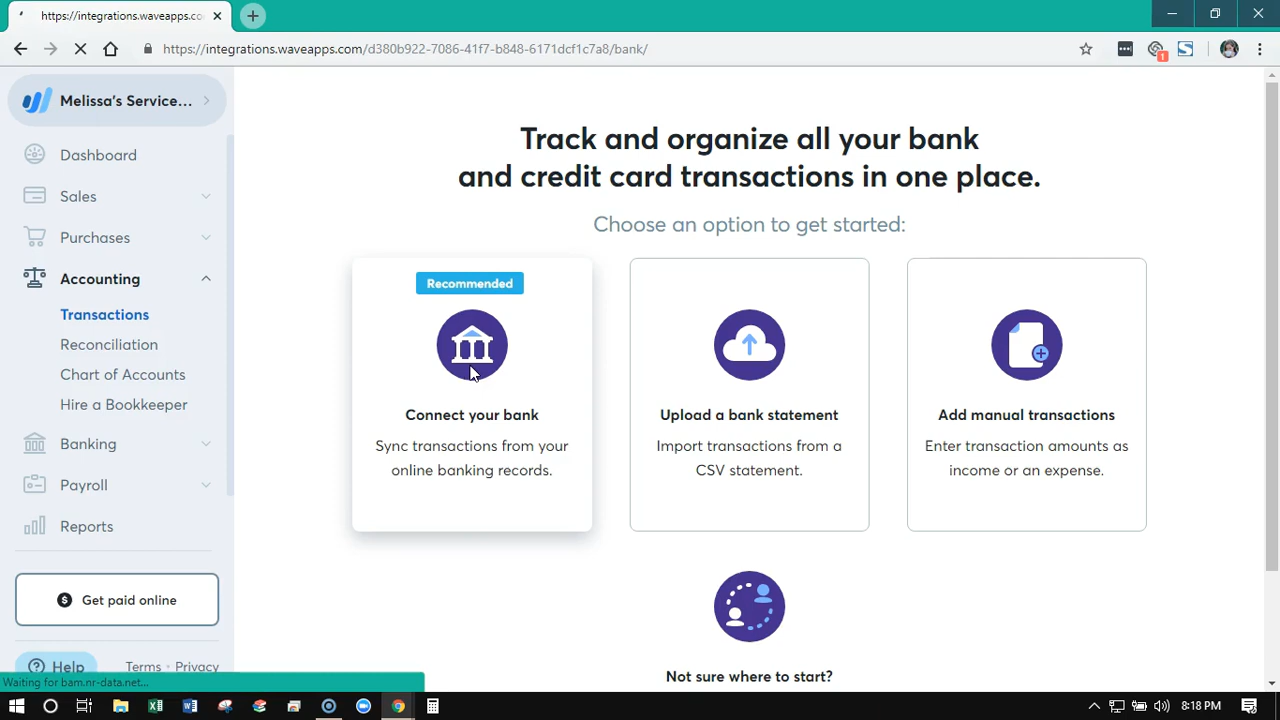 https://integrations.waveapps.co
https://integrations.waveapps.com/d380b922-7086-41f7-b848-6171dcf1c7a8/bank/
1
Melissa's Service...
Dashboard
Sales
Purchases
Accounting
Transactions
Reconciliation
Chart of Accounts
Hire a Bookkeeper
Banking
Payroll
Reports
Get paid online
Help
Terms · Privacy
Track and organize all your bank
and credit card transactions in one place.
Choose an option to get started:
Recommended
Connect your bank
Sync transactions from your
online banking records.
Upload a bank statement
Import transactions from a
CSV statement.
Add manual transactions
Enter transaction amounts as
income or an expense.
Not sure where to start?
Waiting for bam.nr-data.net...
8:18 PM